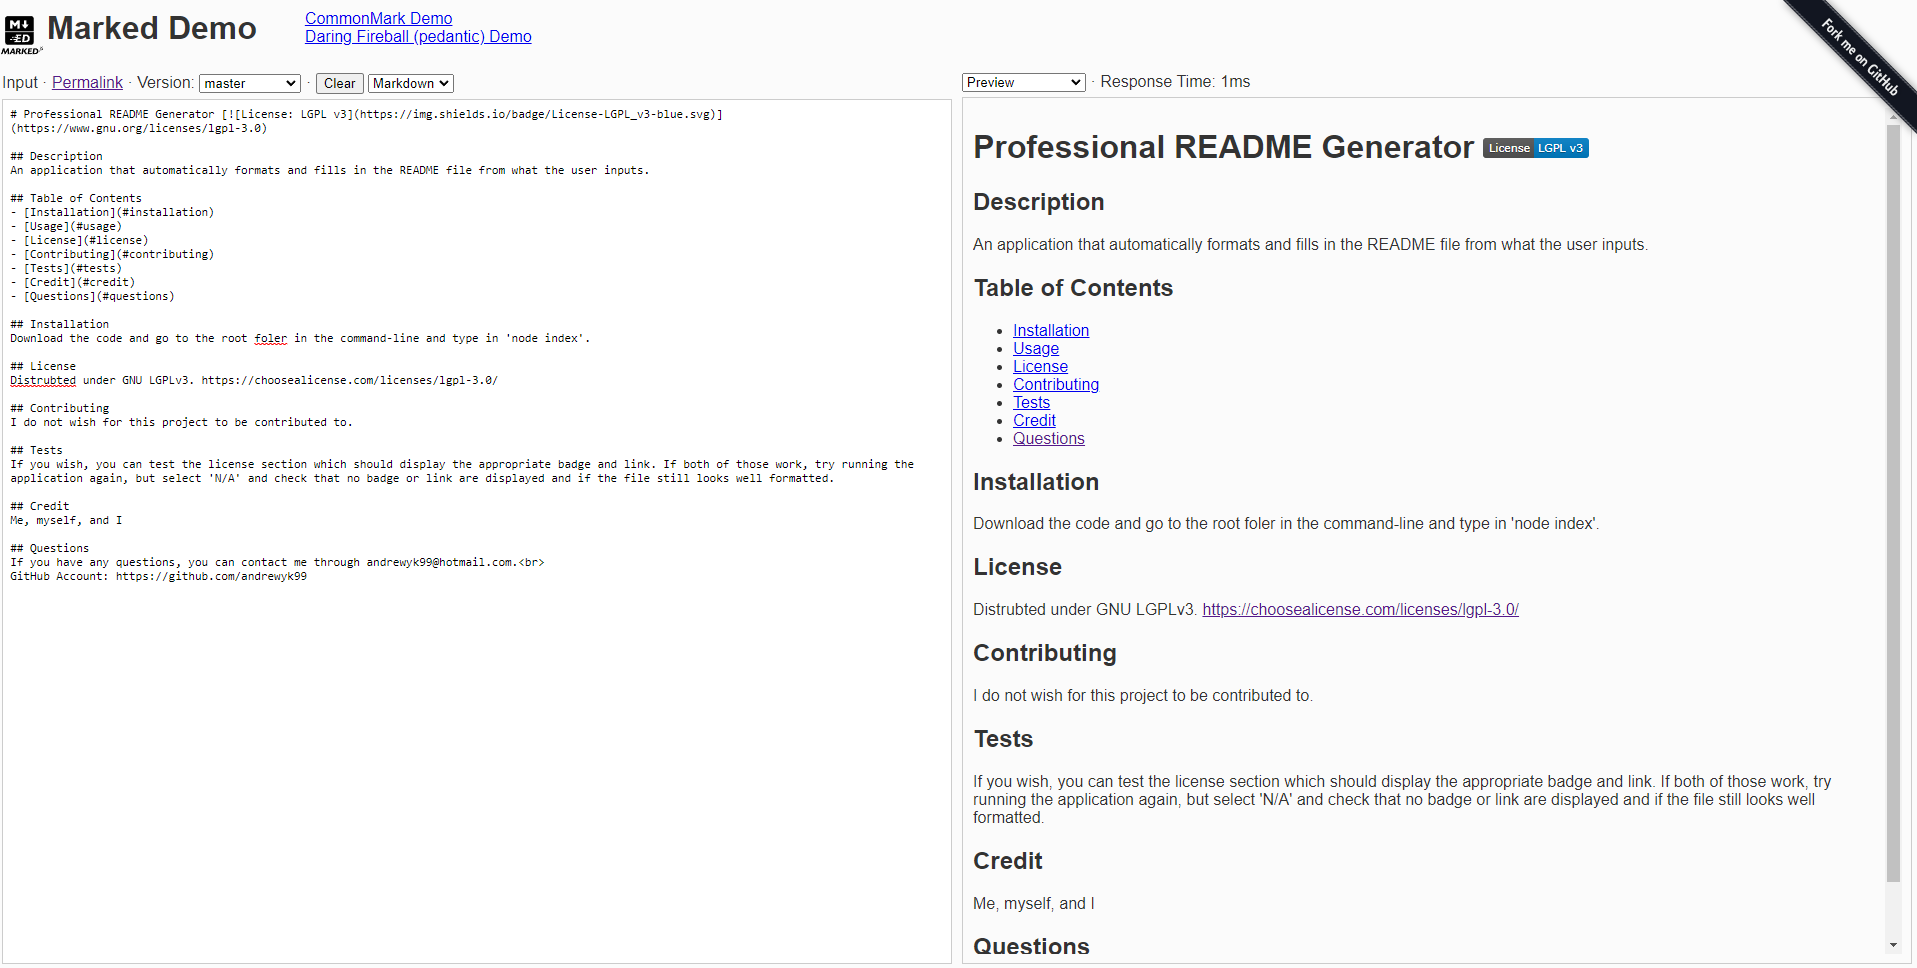 M↓
ED
MARKED
Marked Demo
CommonMark Demo
Daring Fireball (pedantic) Demo
Fork me on GitHub
Input · Permalink · Version: master · Clear Markdown
# Professional README Generator [![License: LGPL v3](https://img.shields.io/badge/License-LGPL_v3-blue.svg)]
(https://www.gnu.org/licenses/lgpl-3.0)
## Description
An application that automatically formats and fills in the README file from what the user inputs.
## Table of Contents
- [Installation](#installation)
- [Usage](#usage)
- [License](#license)
- [Contributing](#contributing)
- [Tests](#tests)
- [Credit](#credit)
- [Questions](#questions)
## Installation
Download the code and go to the root foler in the command-line and type in 'node index'.
## License
Distrubted under GNU LGPLv3. https://choosealicense.com/licenses/lgpl-3.0/
## Contributing
I do not wish for this project to be contributed to.
## Tests
If you wish, you can test the license section which should display the appropriate badge and link. If both of those work, try running the
application again, but select 'N/A' and check that no badge or link are displayed and if the file still looks well formatted.
## Credit
Me, myself, and I
## Questions
If you have any questions, you can contact me through andrewyk99@hotmail.com.<br>
GitHub Account: https://github.com/andrewyk99
Preview · Response Time: 1ms
Professional README Generator License LGPL v3
Description
An application that automatically formats and fills in the README file from what the user inputs.
Table of Contents
• Installation
• Usage
• License
• Contributing
• Tests
• Credit
• Questions
Installation
Download the code and go to the root foler in the command-line and type in 'node index'.
License
Distrubted under GNU LGPLv3. https://choosealicense.com/licenses/lgpl-3.0/
Contributing
I do not wish for this project to be contributed to.
Tests
If you wish, you can test the license section which should display the appropriate badge and link. If both of those work, try
running the application again, but select 'N/A' and check that no badge or link are displayed and if the file still looks well
formatted.
Credit
Me, myself, and I
Questions